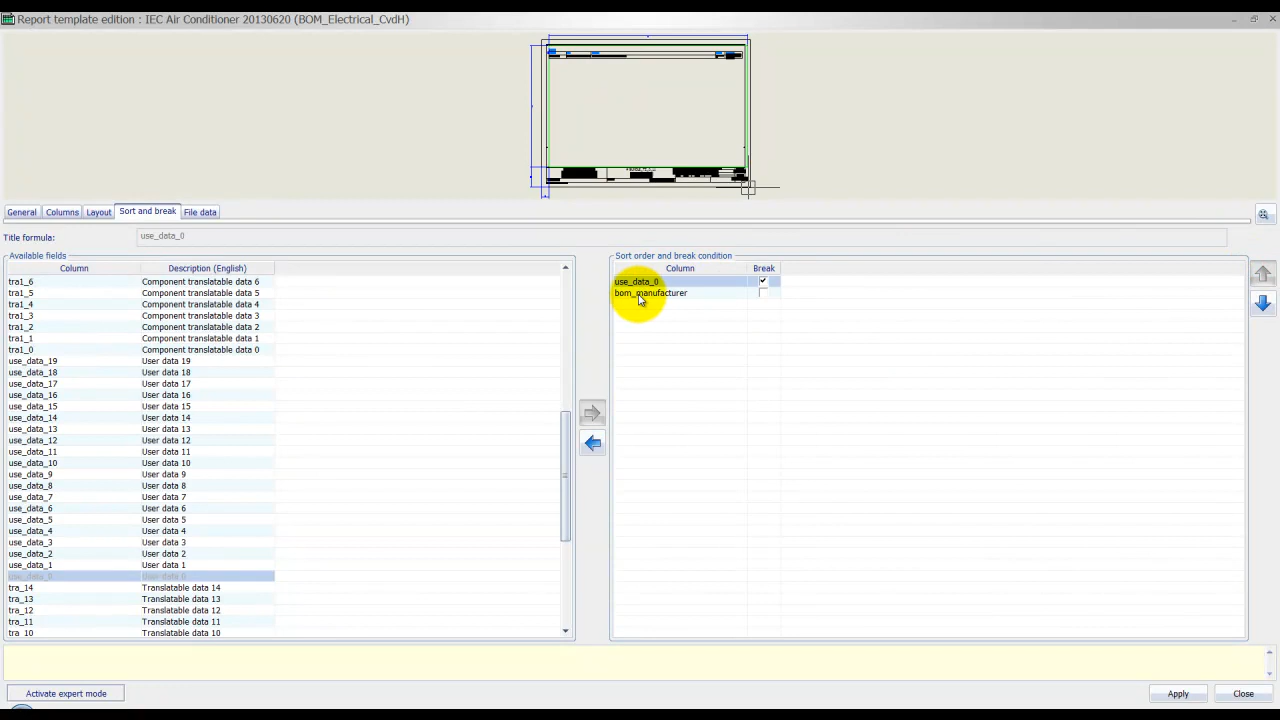 Report template edition : IEC Air Conditioner 20130620 (BOM_Electrical_CvdH)
General Columns Layout Sort and break File data
Title formula: use_data_0
Available fields
Column Description (English)
tra1_6 Component translatable data 6
tra1_5 Component translatable data 5
tra1_4 Component translatable data 4
tra1_3 Component translatable data 3
tra1_2 Component translatable data 2
tra1_1 Component translatable data 1
tra1_0 Component translatable data 0
use_data_19 User data 19
use_data_18 User data 18
use_data_17 User data 17
use_data_16 User data 16
use_data_15 User data 15
use_data_14 User data 14
use_data_13 User data 13
use_data_12 User data 12
use_data_11 User data 11
use_data_10 User data 10
use_data_9 User data 9
use_data_8 User data 8
use_data_7 User data 7
use_data_6 User data 6
use_data_5 User data 5
use_data_4 User data 4
use_data_3 User data 3
use_data_2 User data 2
use_data_1 User data 1
use_data_0 User data 0
tra_14 Translatable data 14
tra_13 Translatable data 13
tra_12 Translatable data 12
tra_11 Translatable data 11
tra_10 Translatable data 10
Sort order and break condition
Column Break
use_data_0
bom_manufacturer
Activate expert mode
Apply Close